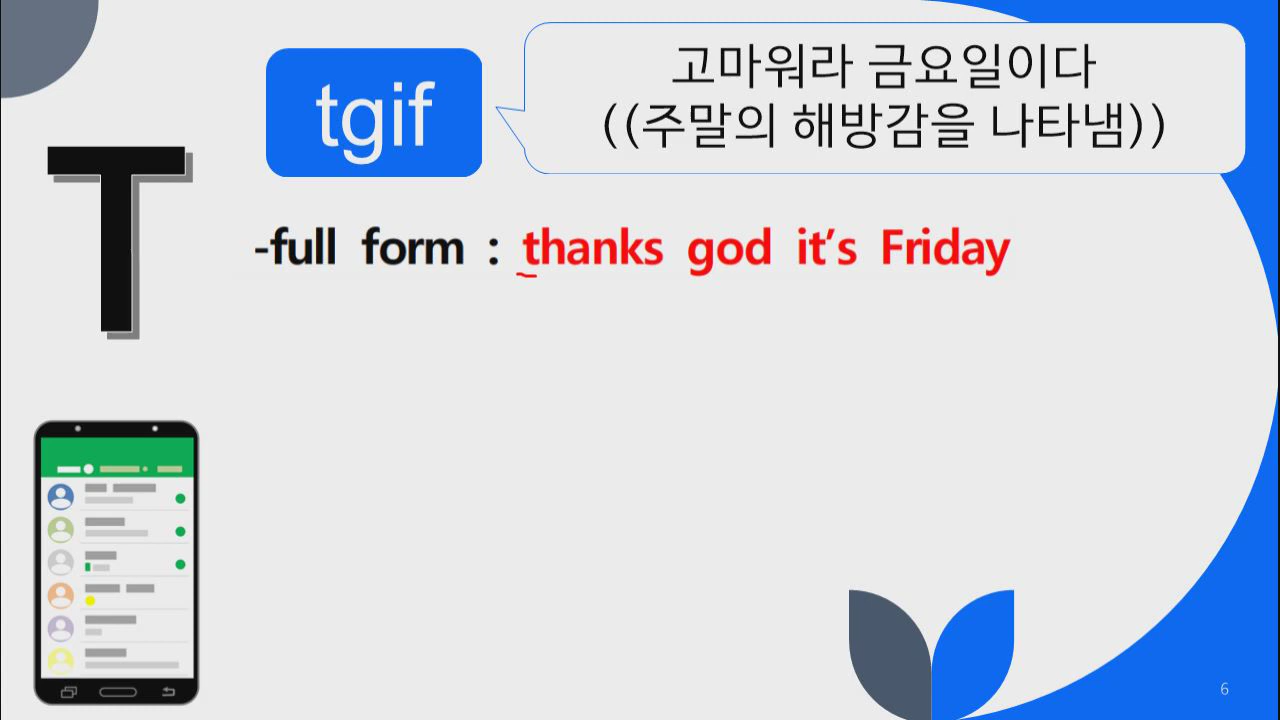 tgif
고마워라 금요일이다
((주말의 해방감을 나타냄))
T
-full form : thanks god it’s Friday
6